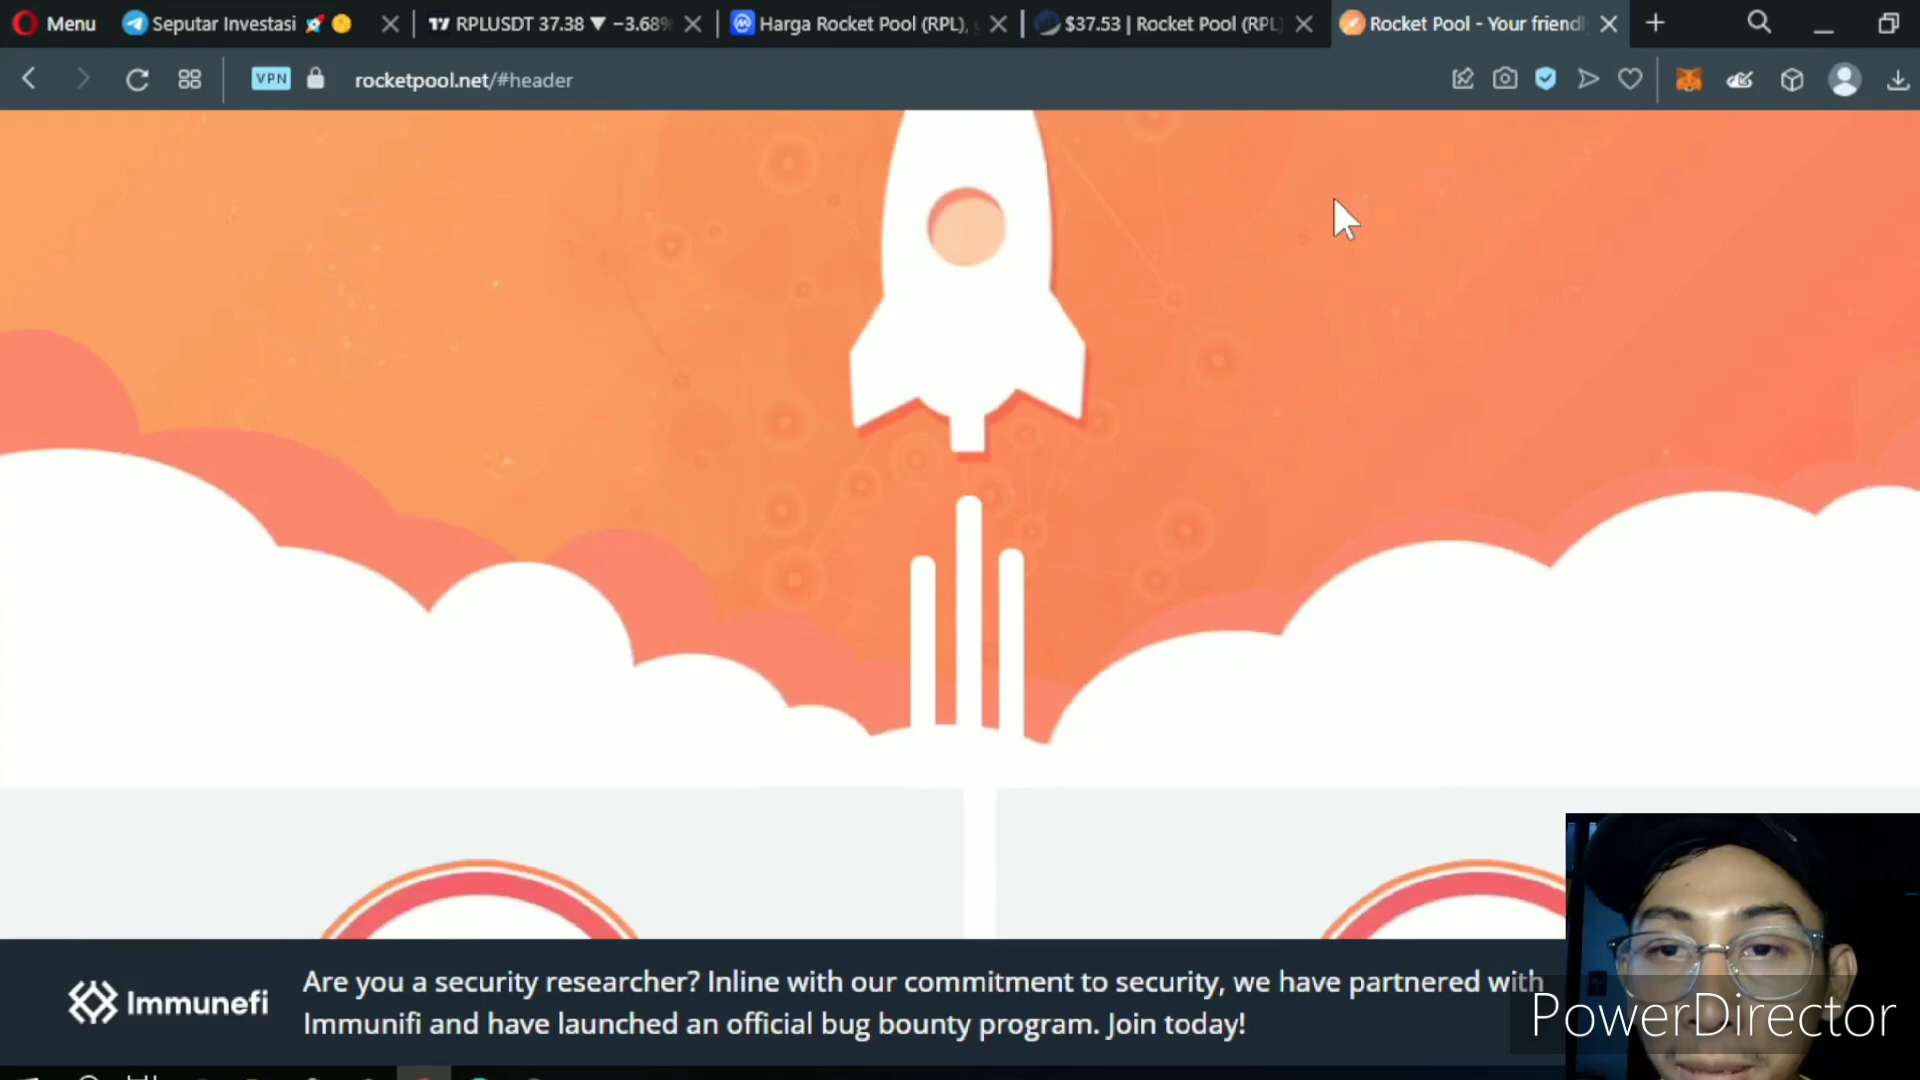 Menu
Seputar Investasi
RPLUSDT 37.38 ▼ −3.68%
Harga Rocket Pool (RPL),
$37.53 | Rocket Pool (RPL)
Rocket Pool - Your friendl
VPN
rocketpool.net/#header
Immunefi
Are you a security researcher? Inline with our commitment to security, we have partnered with
Immunifi and have launched an official bug bounty program. Join today!
PowerDirector